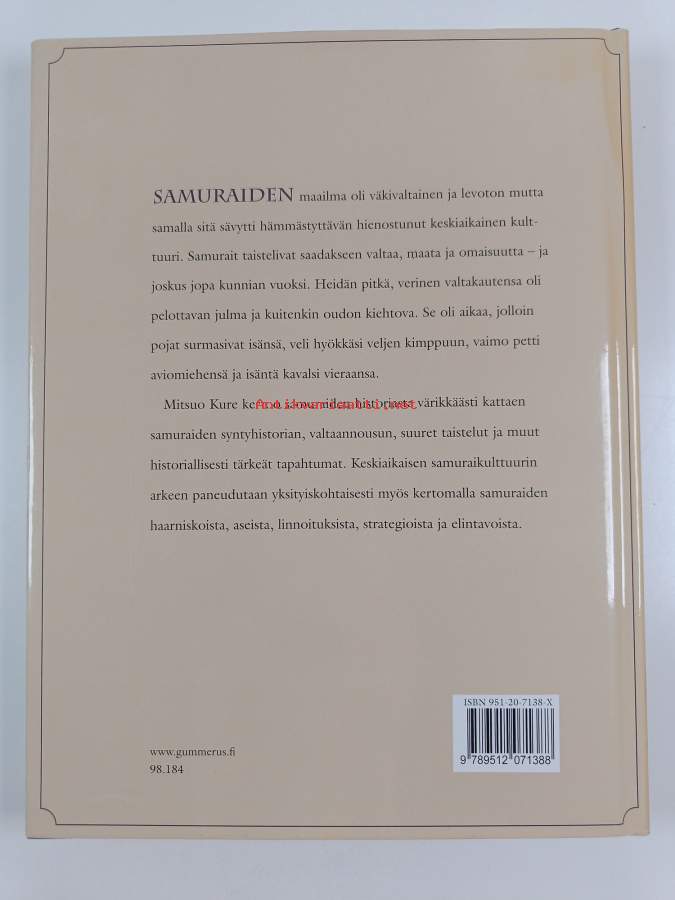 SAMURAIDEN maailma oli väkivaltainen ja levoton mutta
samalla sitä sävytti hämmästyttävän hienostunut keskiaikainen kult-
tuuri. Samurait taistelivat saadakseen valtaa, maata ja omaisuutta – ja
joskus jopa kunnian vuoksi. Heidän pitkä, verinen valtakautensa oli
pelottavan julma ja kuitenkin oudon kiehtova. Se oli aikaa, jolloin
pojat surmasivat isänsä, veli hyökkäsi veljen kimppuun, vaimo petti
aviomiehensä ja isäntä kavalsi vieraansa.
Mitsuo Kure samuraiden historiasta värikkäästi kattaen
samuraiden syntyhistorian, valtaannousun, suuret taistelut ja muut
historiallisesti tärkeät tapahtumat. Keskiaikaisen samuraikulttuurin
arkeen paneudutaan yksityiskohtaisesti myös kertomalla samuraiden
haarniskoista, aseista, linnoituksista, strategioista ja elintavoista.
Antikvariaatti.net
ISBN 951-20-7138-X
9 789512 071388
www.gummerus.fi
98.184